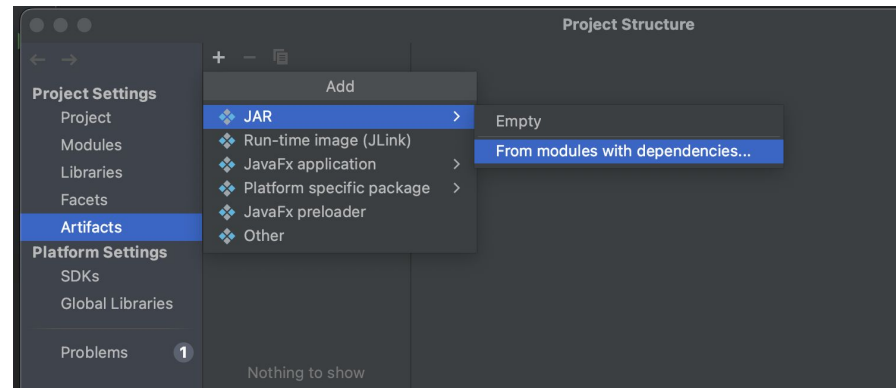 Project Structure
Project Settings
Project
Modules
Libraries
Facets
Artifacts
Platform Settings
SDKs
Global Libraries
Problems 1
Add
JAR
Run-time image (JLink)
JavaFx application
Platform specific package
JavaFx preloader
Other
Empty
From modules with dependencies...
Nothing to show